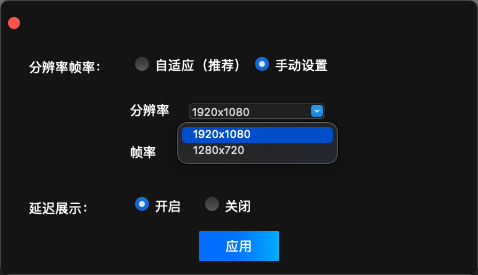 分辨率帧率: 自适应（推荐） 手动设置
分辨率 1920x1080
1920x1080
帧率 1280x720
延迟展示: 开启 关闭
应用